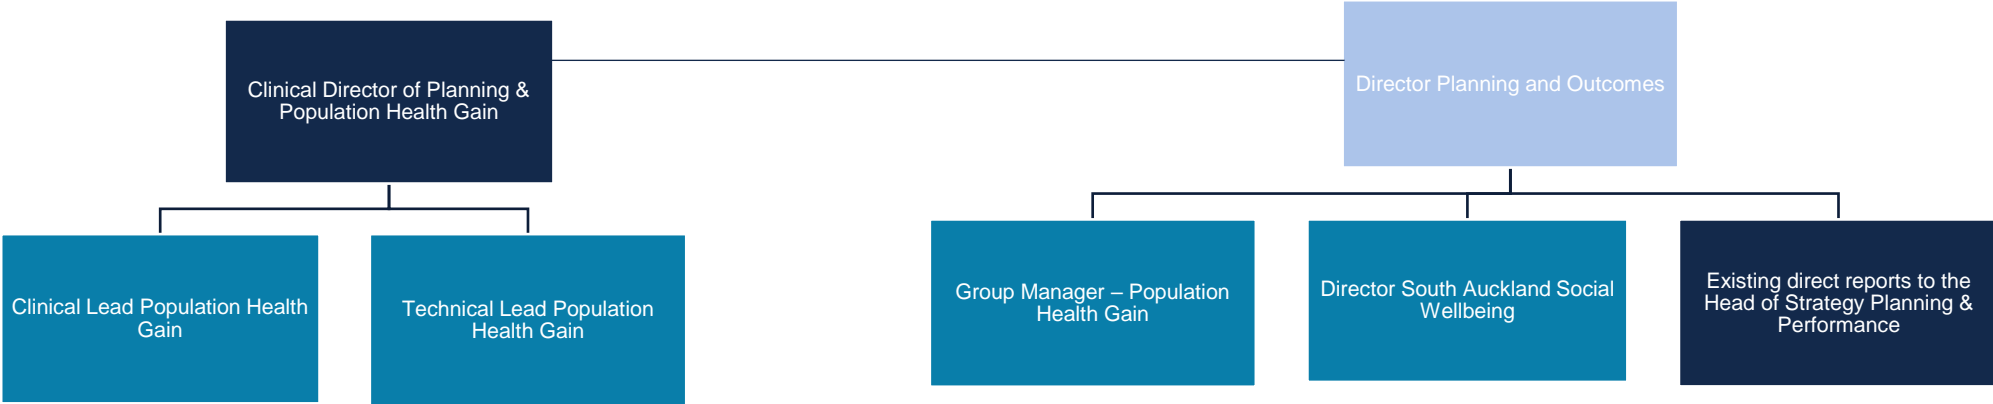 Clinical Director of Planning &
Population Health Gain
Director Planning and Outcomes
Clinical Lead Population Health
Gain
Technical Lead Population
Health Gain
Group Manager – Population
Health Gain
Director South Auckland Social
Wellbeing
Existing direct reports to the
Head of Strategy Planning &
Performance